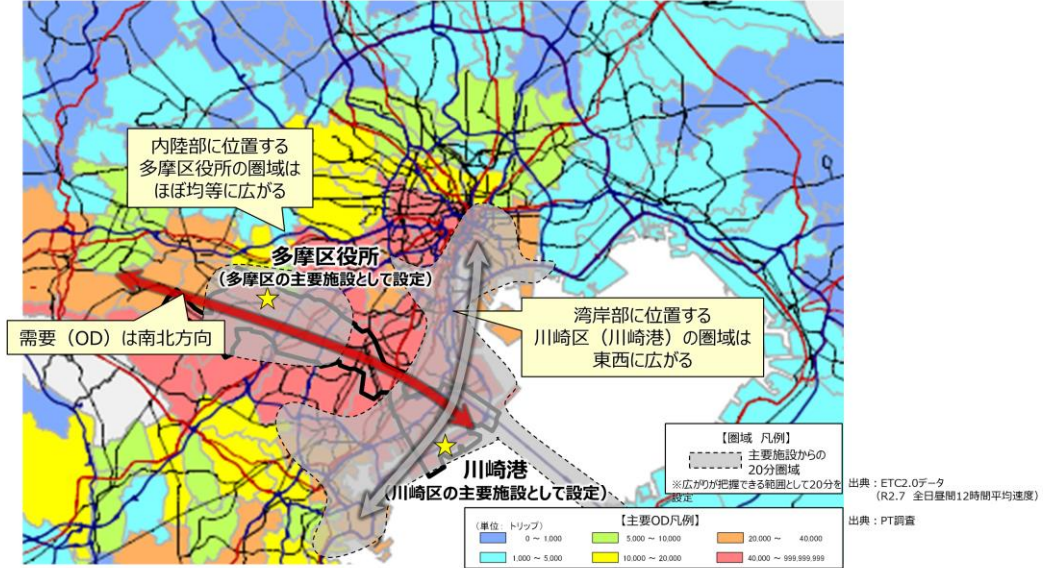 内陸部に位置する
多摩区役所の圏域は
ほぼ均等に広がる
多摩区役所
(多摩区の主要施設として設定)
需要（OD）は南北方向
湾岸部に位置する
川崎区（川崎港）の圏域は
東西に広がる
川崎港
(川崎区の主要施設として設定)
【圏域 凡例】
主要施設からの
20分圏域
※広がりが把握できる範囲として20分を
設定
出典：ETC2.0データ
（R2.7 全日昼間12時間平均速度）
出典：PT調査
（単位: トリップ） 【主要OD凡例】
0 ～ 1,000 5,000 ～ 10,000 20,000 ～ 40,000
1,000 ～ 5,000 10,000 ～ 20,000 40,000 ～ 999,999,999